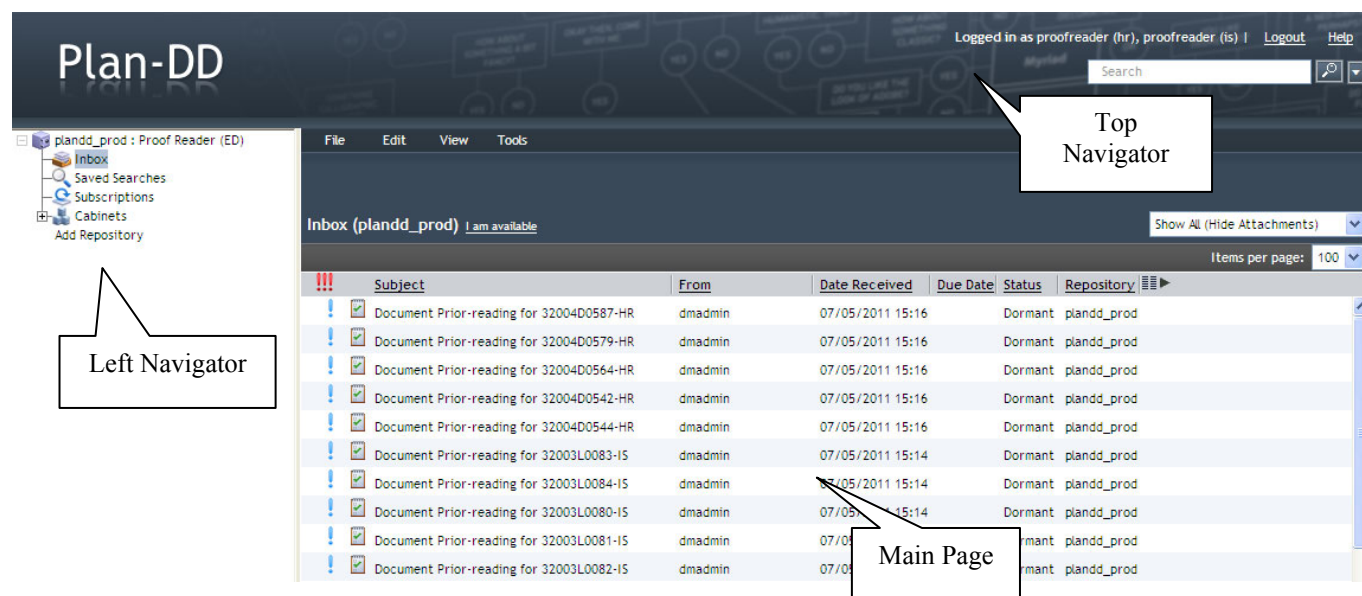 Plan-DD
Logged in as proofreader (hr), proofreader (is) | Logout Help
Search
Top
Navigator
plandd_prod : Proof Reader (ED)
Inbox
Saved Searches
Subscriptions
Cabinets
Add Repository
Left Navigator
File Edit View Tools
Inbox (plandd_prod) I am available
Show All (Hide Attachments)
Items per page: 100
!!! Subject From Date Received Due Date Status Repository
Document Prior-reading for 32004D0587-HR dmadmin 07/05/2011 15:16 Dormant plandd_prod
Document Prior-reading for 32004D0579-HR dmadmin 07/05/2011 15:16 Dormant plandd_prod
Document Prior-reading for 32004D0564-HR dmadmin 07/05/2011 15:16 Dormant plandd_prod
Document Prior-reading for 32004D0542-HR dmadmin 07/05/2011 15:16 Dormant plandd_prod
Document Prior-reading for 32004D0544-HR dmadmin 07/05/2011 15:16 Dormant plandd_prod
Document Prior-reading for 32003L0083-IS dmadmin 07/05/2011 15:14 Dormant plandd_prod
Document Prior-reading for 32003L0084-IS dmadmin 07/05/2011 15:14 Dormant plandd_prod
Document Prior-reading for 32003L0080-IS dmadmin 15:14 Dormant plandd_prod
Document Prior-reading for 32003L0081-IS dmadmin plandd_prod
Document Prior-reading for 32003L0082-IS dmadmin plandd_prod
Main Page